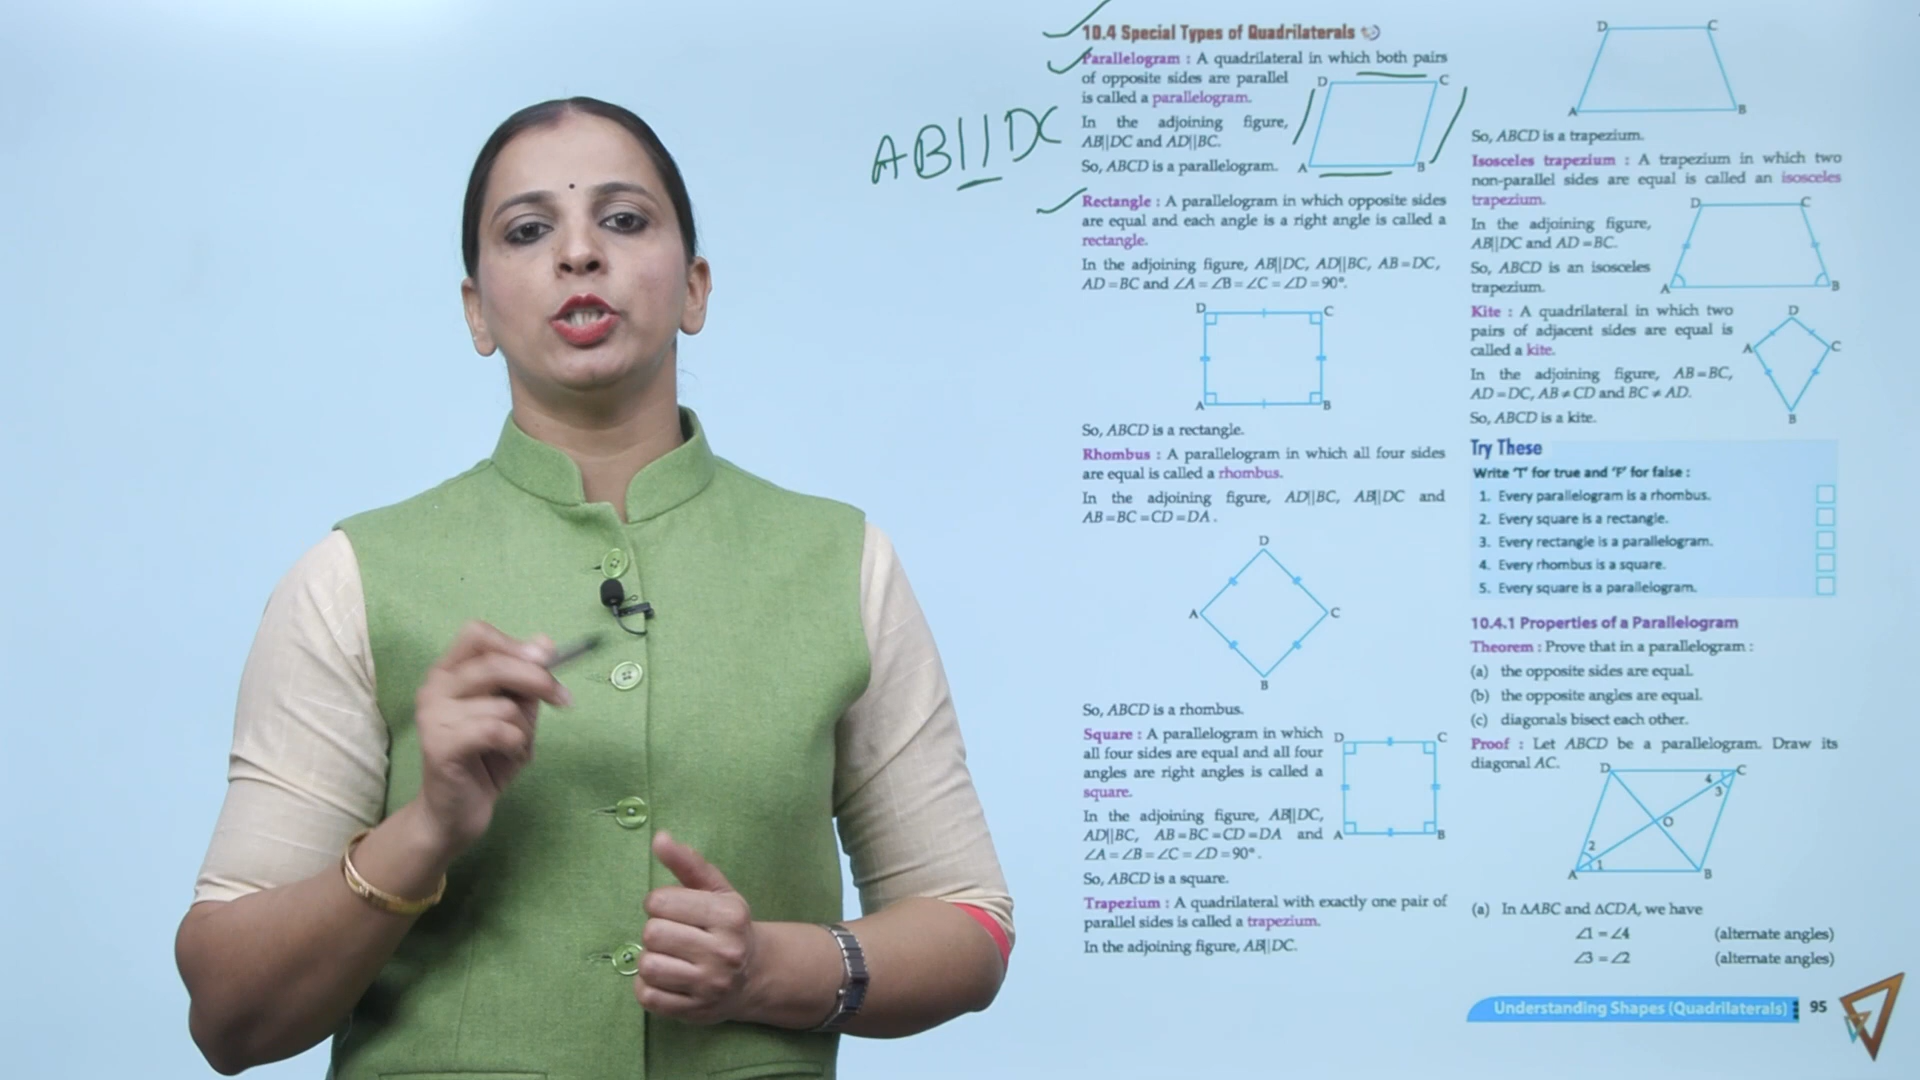 AB||DC
10.4 Special Types of Quadrilaterals
Parallelogram : A quadrilateral in which both pairs
of opposite sides are parallel
is called a parallelogram.
In the adjoining figure,
AB||DC and AD||BC.
So, ABCD is a parallelogram.
D C
A B
Rectangle : A parallelogram in which opposite sides
are equal and each angle is a right angle is called a
rectangle.
In the adjoining figure, AB||DC, AD||BC, AB = DC,
AD = BC and ∠A = ∠B = ∠C = ∠D = 90°.
D C
A B
So, ABCD is a rectangle.
Rhombus : A parallelogram in which all four sides
are equal is called a rhombus.
In the adjoining figure, AD||BC, AB||DC and
AB = BC = CD = DA.
D
A C
B
So, ABCD is a rhombus.
Square : A parallelogram in which
all four sides are equal and all four
angles are right angles is called a
square.
In the adjoining figure, AB||DC,
AD||BC, AB = BC = CD = DA and
∠A = ∠B = ∠C = ∠D = 90°.
So, ABCD is a square.
D C
A B
Trapezium : A quadrilateral with exactly one pair of
parallel sides is called a trapezium.
In the adjoining figure, AB||DC.
D C
A B
So, ABCD is a trapezium.
Isosceles trapezium : A trapezium in which two
non-parallel sides are equal is called an isosceles
trapezium.
In the adjoining figure,
AB||DC and AD = BC.
So, ABCD is an isosceles
trapezium.
D C
A B
Kite : A quadrilateral in which two
pairs of adjacent sides are equal is
called a kite.
In the adjoining figure, AB = BC,
AD = DC, AB ≠ CD and BC ≠ AD.
So, ABCD is a kite.
D
A C
B
Try These
Write 'T' for true and 'F' for false :
1. Every parallelogram is a rhombus.
2. Every square is a rectangle.
3. Every rectangle is a parallelogram.
4. Every rhombus is a square.
5. Every square is a parallelogram.
10.4.1 Properties of a Parallelogram
Theorem : Prove that in a parallelogram :
(a) the opposite sides are equal.
(b) the opposite angles are equal.
(c) diagonals bisect each other.
Proof : Let ABCD be a parallelogram. Draw its
diagonal AC.
D C
4
3
O
2
1
A B
(a) In ΔABC and ΔCDA, we have
∠1 = ∠4 (alternate angles)
∠3 = ∠2 (alternate angles)
Understanding Shapes (Quadrilaterals) 95